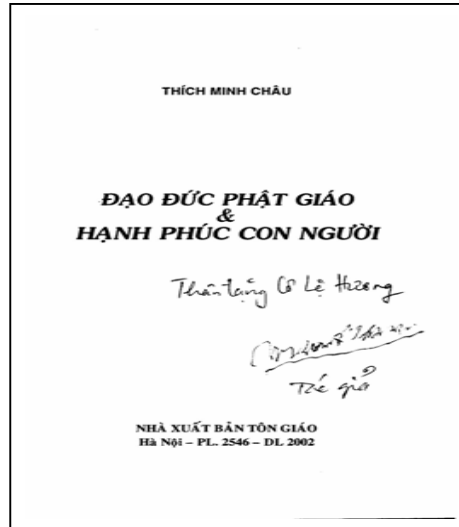 THÍCH MINH CHÂU
ĐẠO ĐỨC PHẬT GIÁO
&
HẠNH PHÚC CON NGƯỜI
Thân tặng Cô Lệ Hương
Tác giả
NHÀ XUẤT BẢN TÔN GIÁO
Hà Nội – PL. 2546 – DL 2002